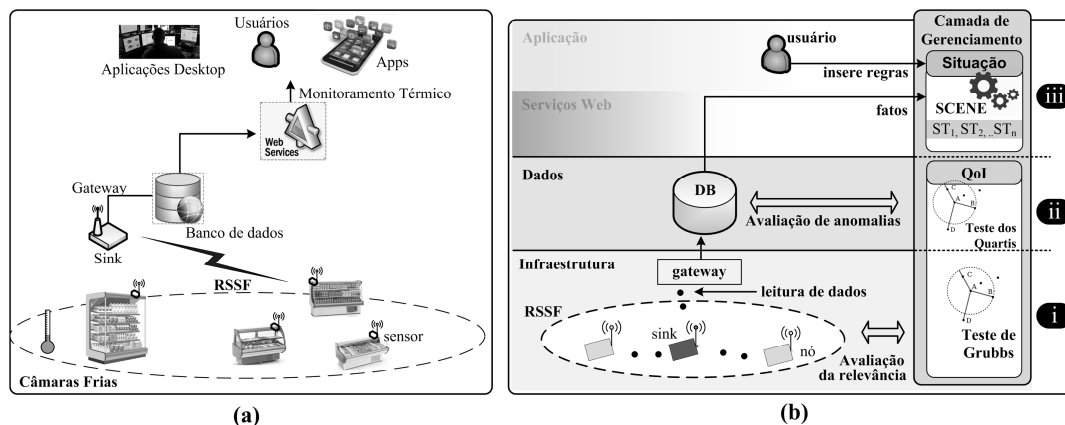 Usuários
Aplicações Desktop
Apps
Monitoramento Térmico
Web
Services
Gateway
Banco de dados
Sink
RSSF
sensor
Câmaras Frias
(a)
Aplicação
usuário
Camada de
Gerenciamento
insere regras
Situação
Serviços Web
fatos
SCENE
ST1, ST2, ..STn
iii
Dados
DB
Avaliação de anomalias
QoI
C
A
B
D
Teste dos
Quartis
ii
Infraestrutura
gateway
leitura de dados
RSSF
sink
nó
Avaliação
da relevância
C
A
B
D
Teste de
Grubbs
i
(b)